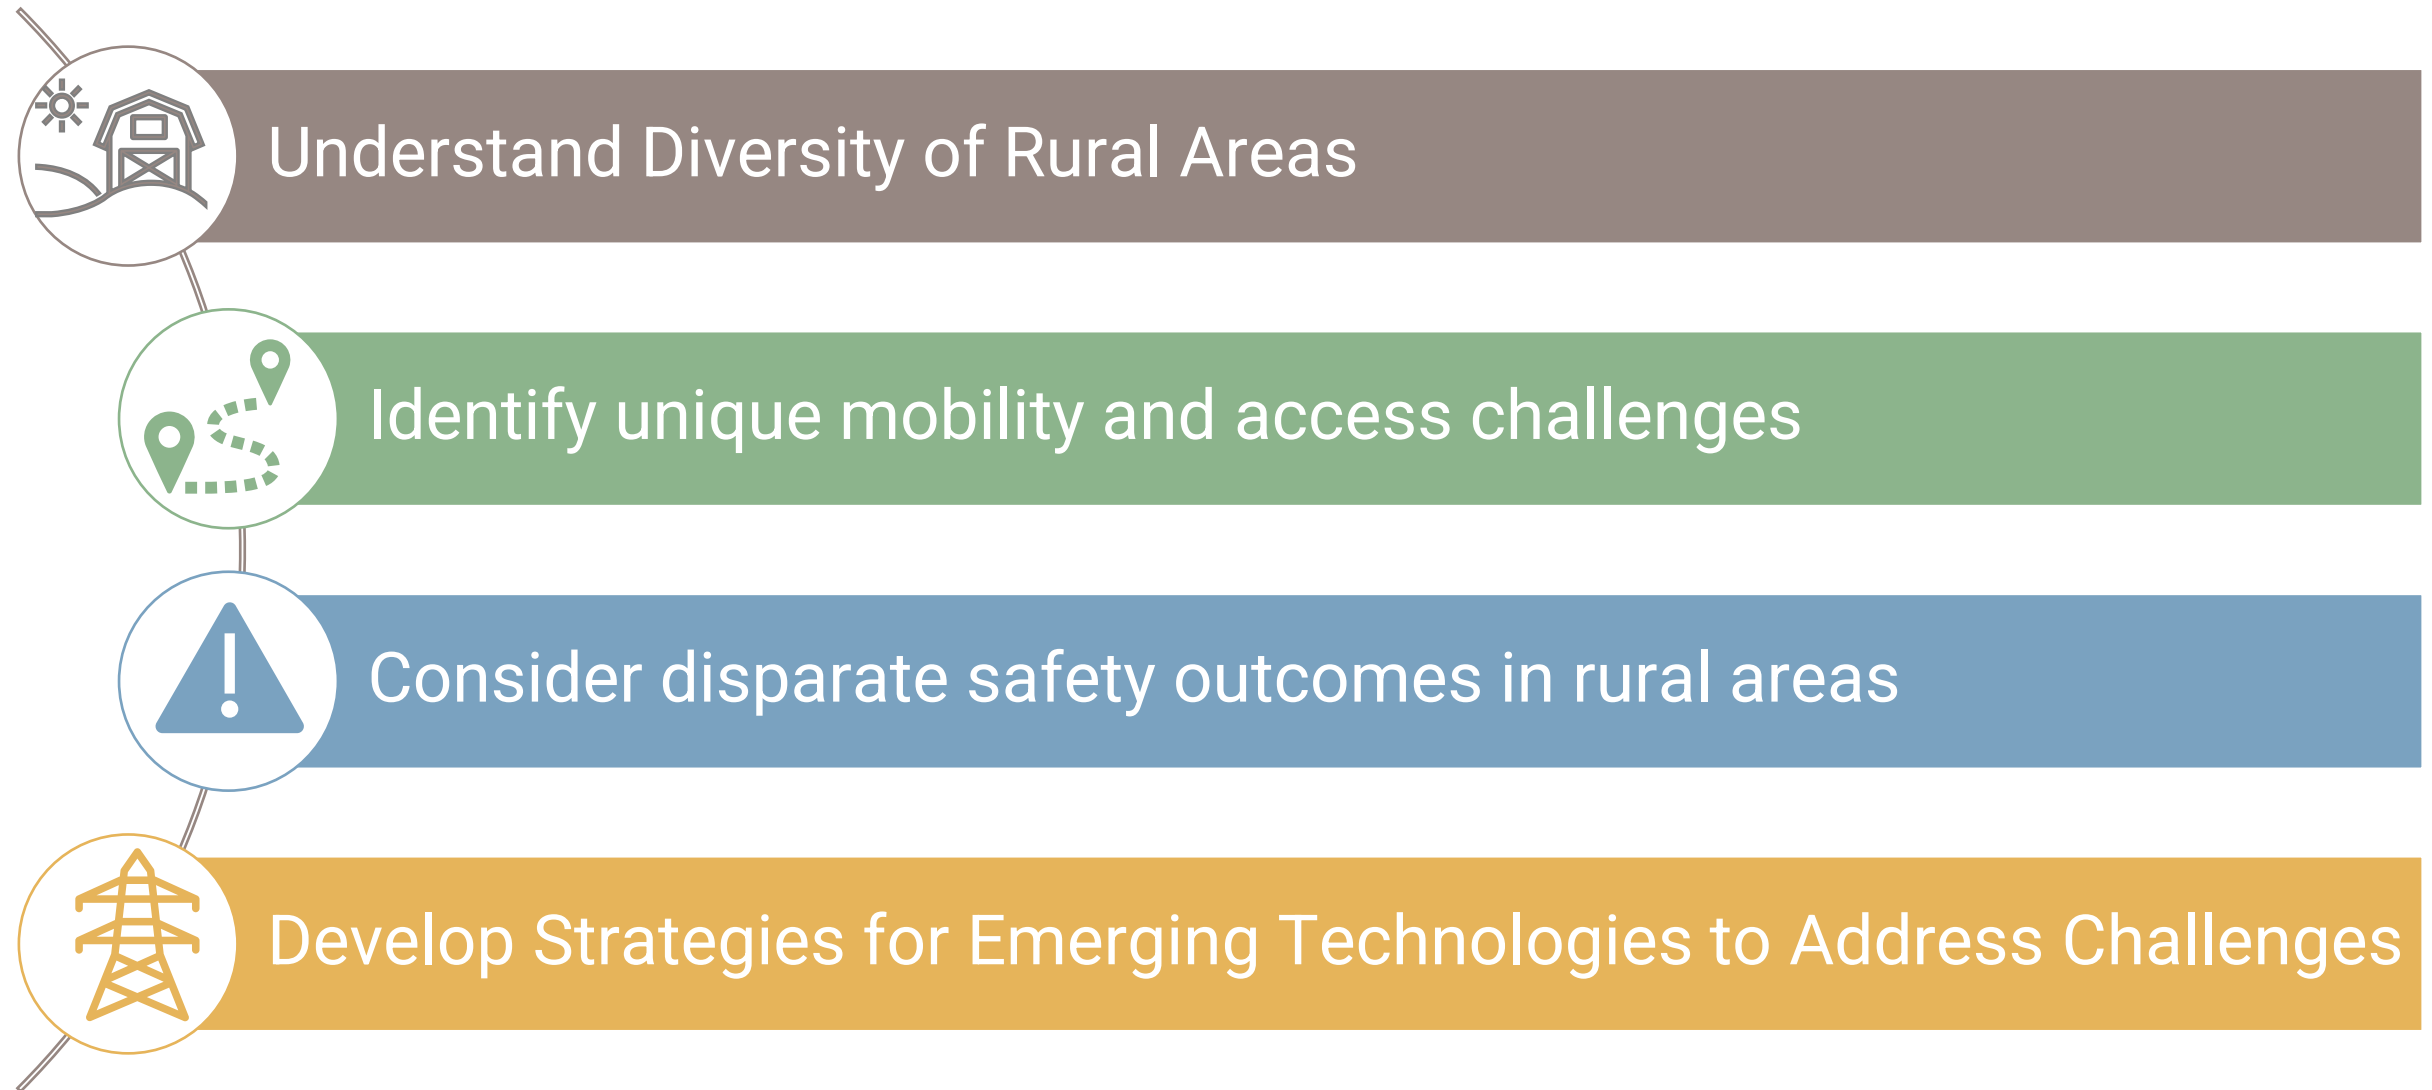 Understand Diversity of Rural Areas
Identify unique mobility and access challenges
Consider disparate safety outcomes in rural areas
Develop Strategies for Emerging Technologies to Address Challenges